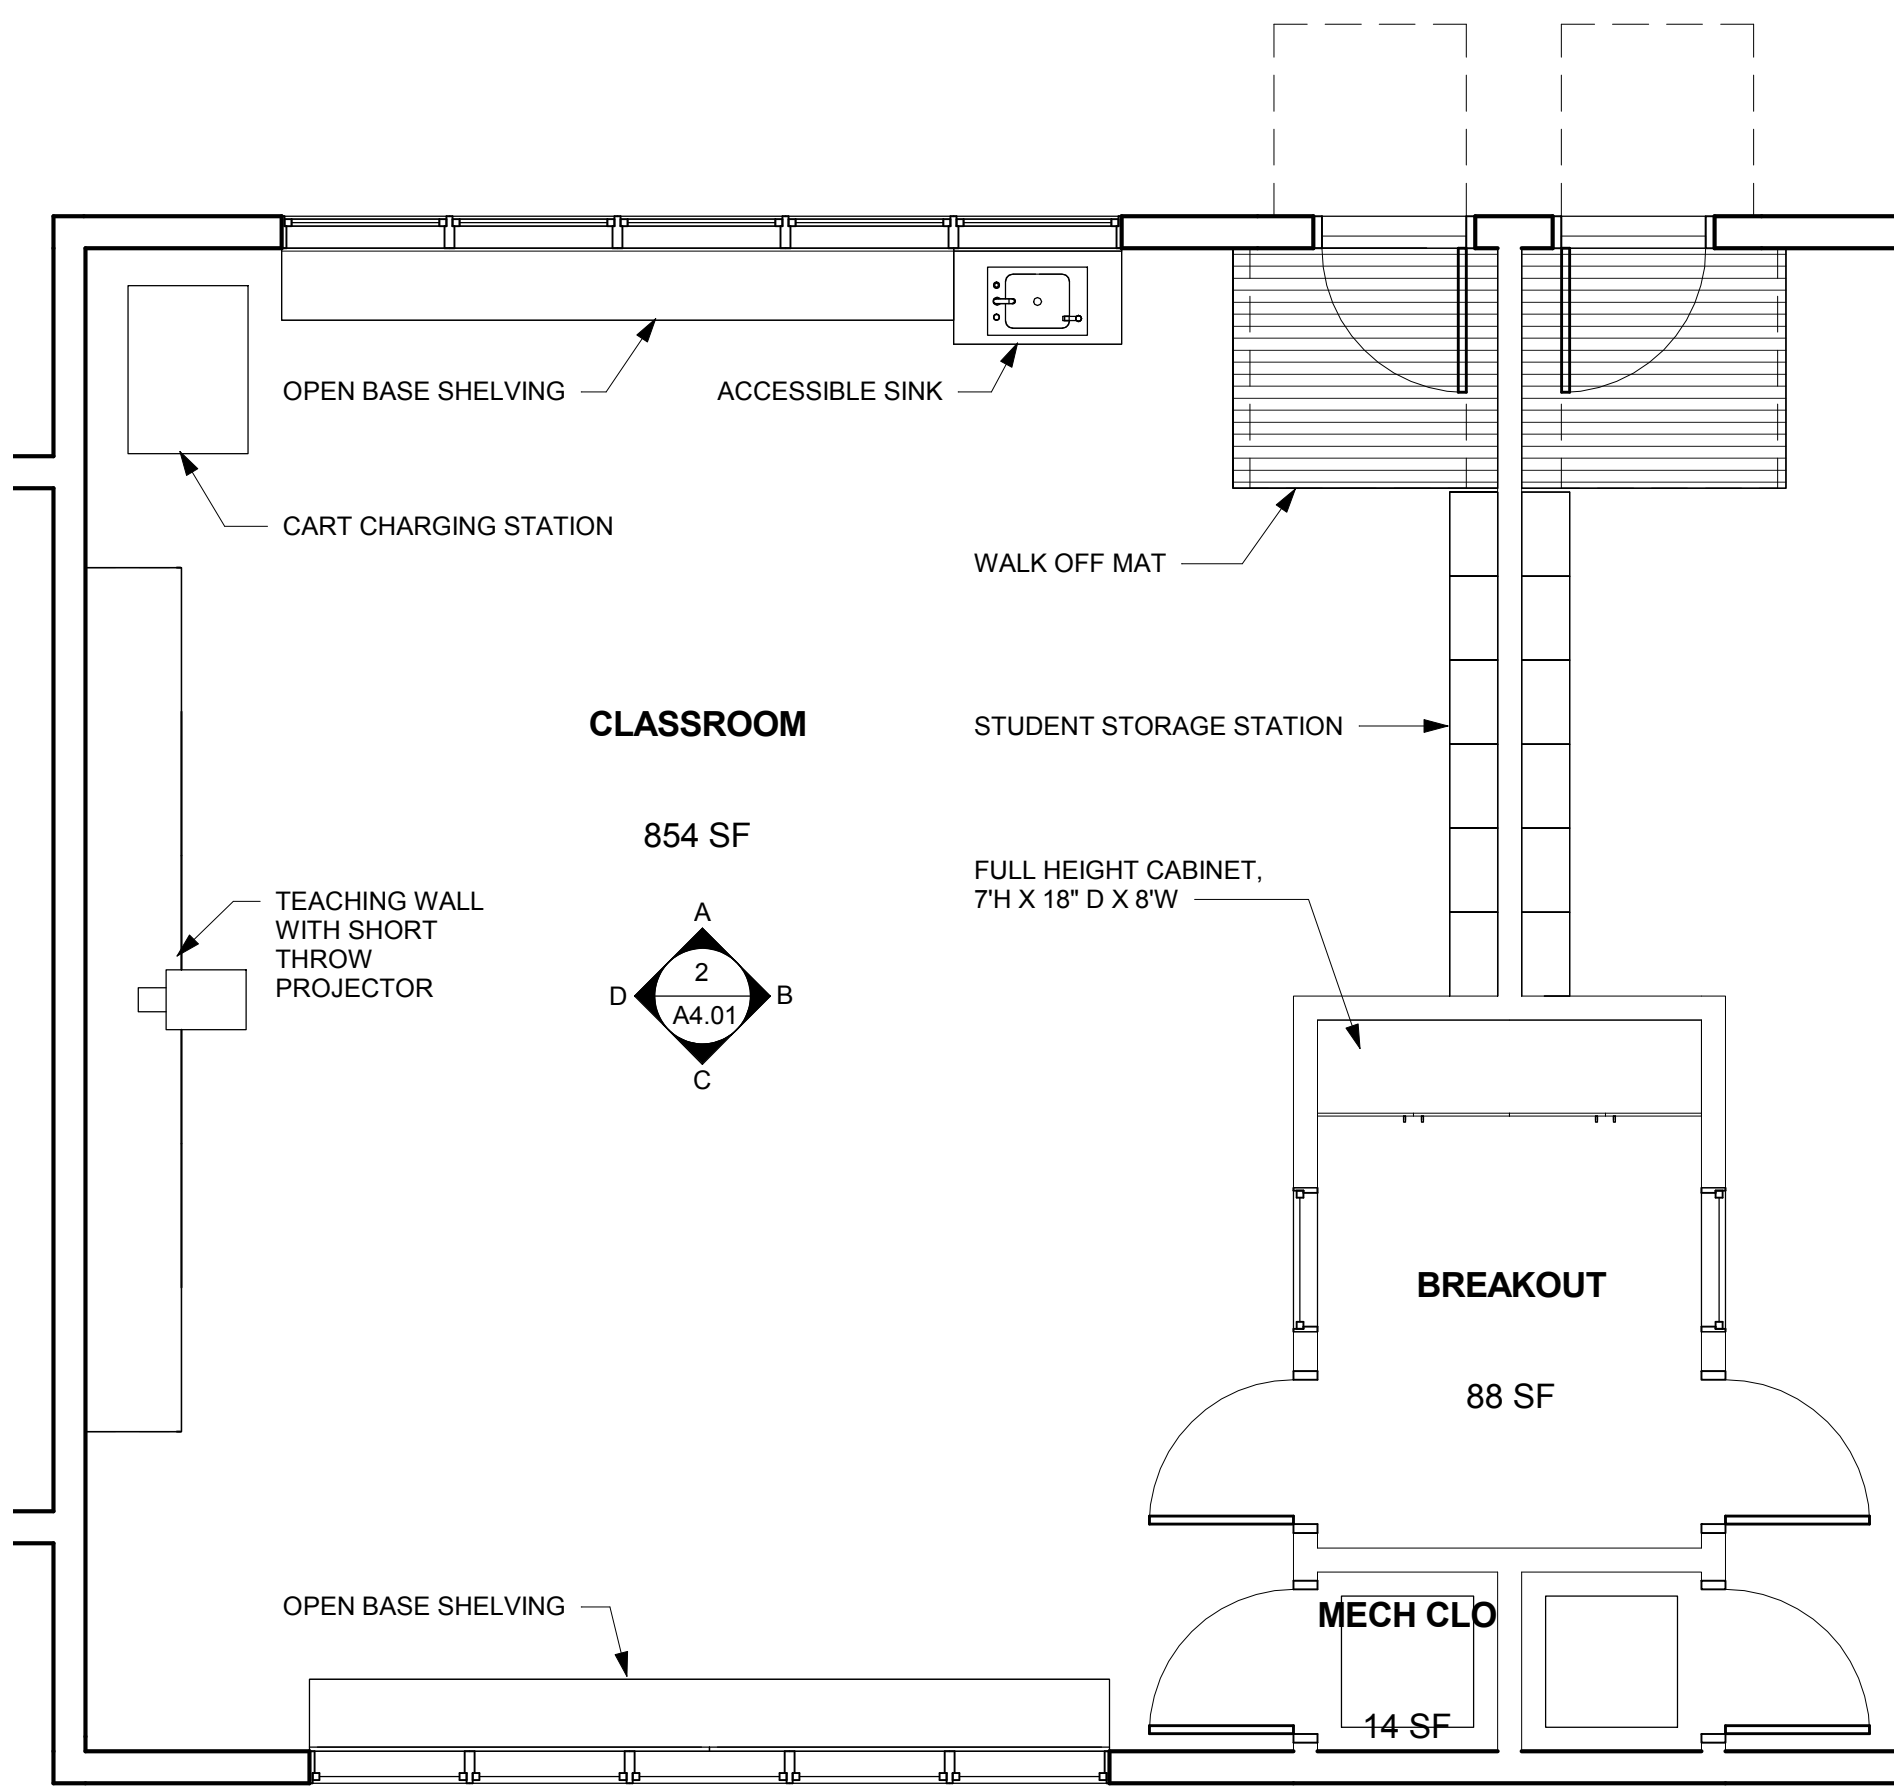 OPEN BASE SHELVING
ACCESSIBLE SINK
CART CHARGING STATION
WALK OFF MAT
CLASSROOM
STUDENT STORAGE STATION
854 SF
FULL HEIGHT CABINET,
7'H X 18" D X 8'W
TEACHING WALL
WITH SHORT
THROW
PROJECTOR
A
2
D
B
A4.01
C
BREAKOUT
88 SF
OPEN BASE SHELVING
MECH CLO
14 SF